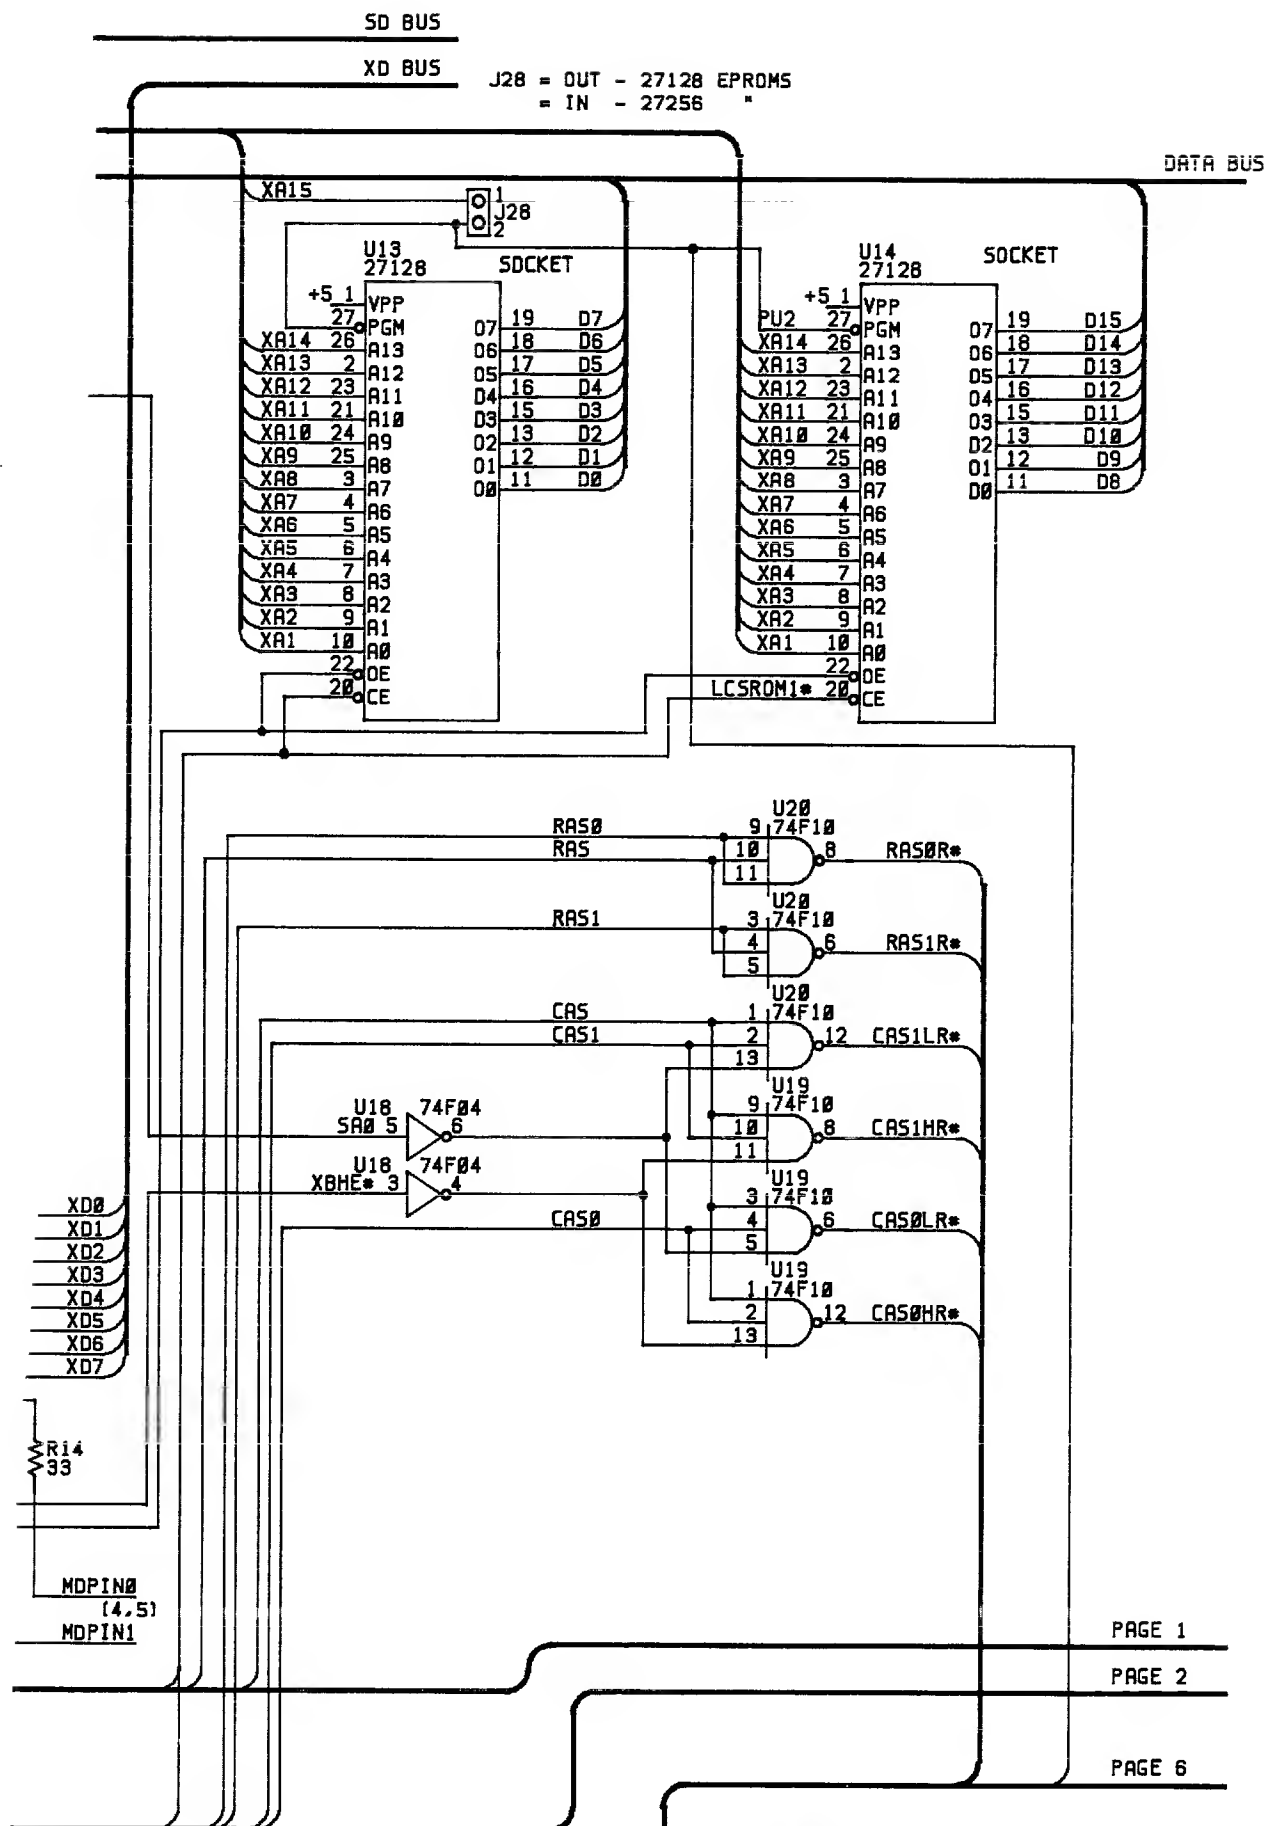 SD BUS
XD BUS
J28 = OUT - 27128 EPROMS
= IN - 27256 "
DATA BUS
XA15
1
J28
2
U13
27128
SOCKET
+5 1 VPP
27 PGM
XA14 26 A13
XA13 2 A12
XA12 23 A11
XA11 21 A10
XA10 24 A9
XA9 25 A8
XA8 3 A7
XA7 4 A6
XA6 5 A5
XA5 6 A4
XA4 7 A3
XA3 8 A2
XA2 9 A1
XA1 10 A0
22 OE
20 CE
O7 19 D7
O6 18 D6
O5 17 D5
O4 16 D4
O3 15 D3
O2 13 D2
O1 12 D1
O0 11 D0
U14
27128
SOCKET
+5 1 VPP
PU2 27 PGM
XA14 26 A13
XA13 2 A12
XA12 23 A11
XA11 21 A10
XA10 24 A9
XA9 25 A8
XA8 3 A7
XA7 4 A6
XA6 5 A5
XA5 6 A4
XA4 7 A3
XA3 8 A2
XA2 9 A1
XA1 10 A0
22 OE
LCSROM1* 20 CE
O7 19 D15
O6 18 D14
O5 17 D13
O4 16 D12
O3 15 D11
O2 13 D10
O1 12 D9
O0 11 D8
U20
RAS0 9 74F10
RAS 10 8 RAS0R*
11
U20
RAS1 3 74F10
4 6 RAS1R*
5
U20
CAS 1 74F10
CAS1 2 12 CAS1LR*
13
U19
9 74F10
10 8 CAS1HR*
11
U18 74F04
SA0 5 6
U18 74F04
XBHE* 3 4
U19
3 74F10
CAS0 4 6 CAS0LR*
5
U19
1 74F10
2 12 CAS0HR*
13
XD0
XD1
XD2
XD3
XD4
XD5
XD6
XD7
R14
33
MDPIN0
(4,5)
MDPIN1
PAGE 1
PAGE 2
PAGE 6